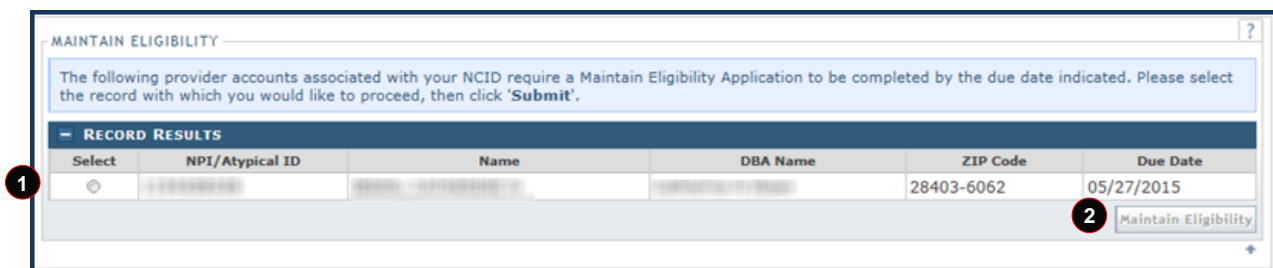 ?
MAINTAIN ELIGIBILITY
The following provider accounts associated with your NCID require a Maintain Eligibility Application to be completed by the due date indicated. Please select
the record with which you would like to proceed, then click 'Submit'.
RECORD RESULTS
Select NPI/Atypical ID Name DBA Name ZIP Code Due Date
1 28403-6062 05/27/2015
2 Maintain Eligibility